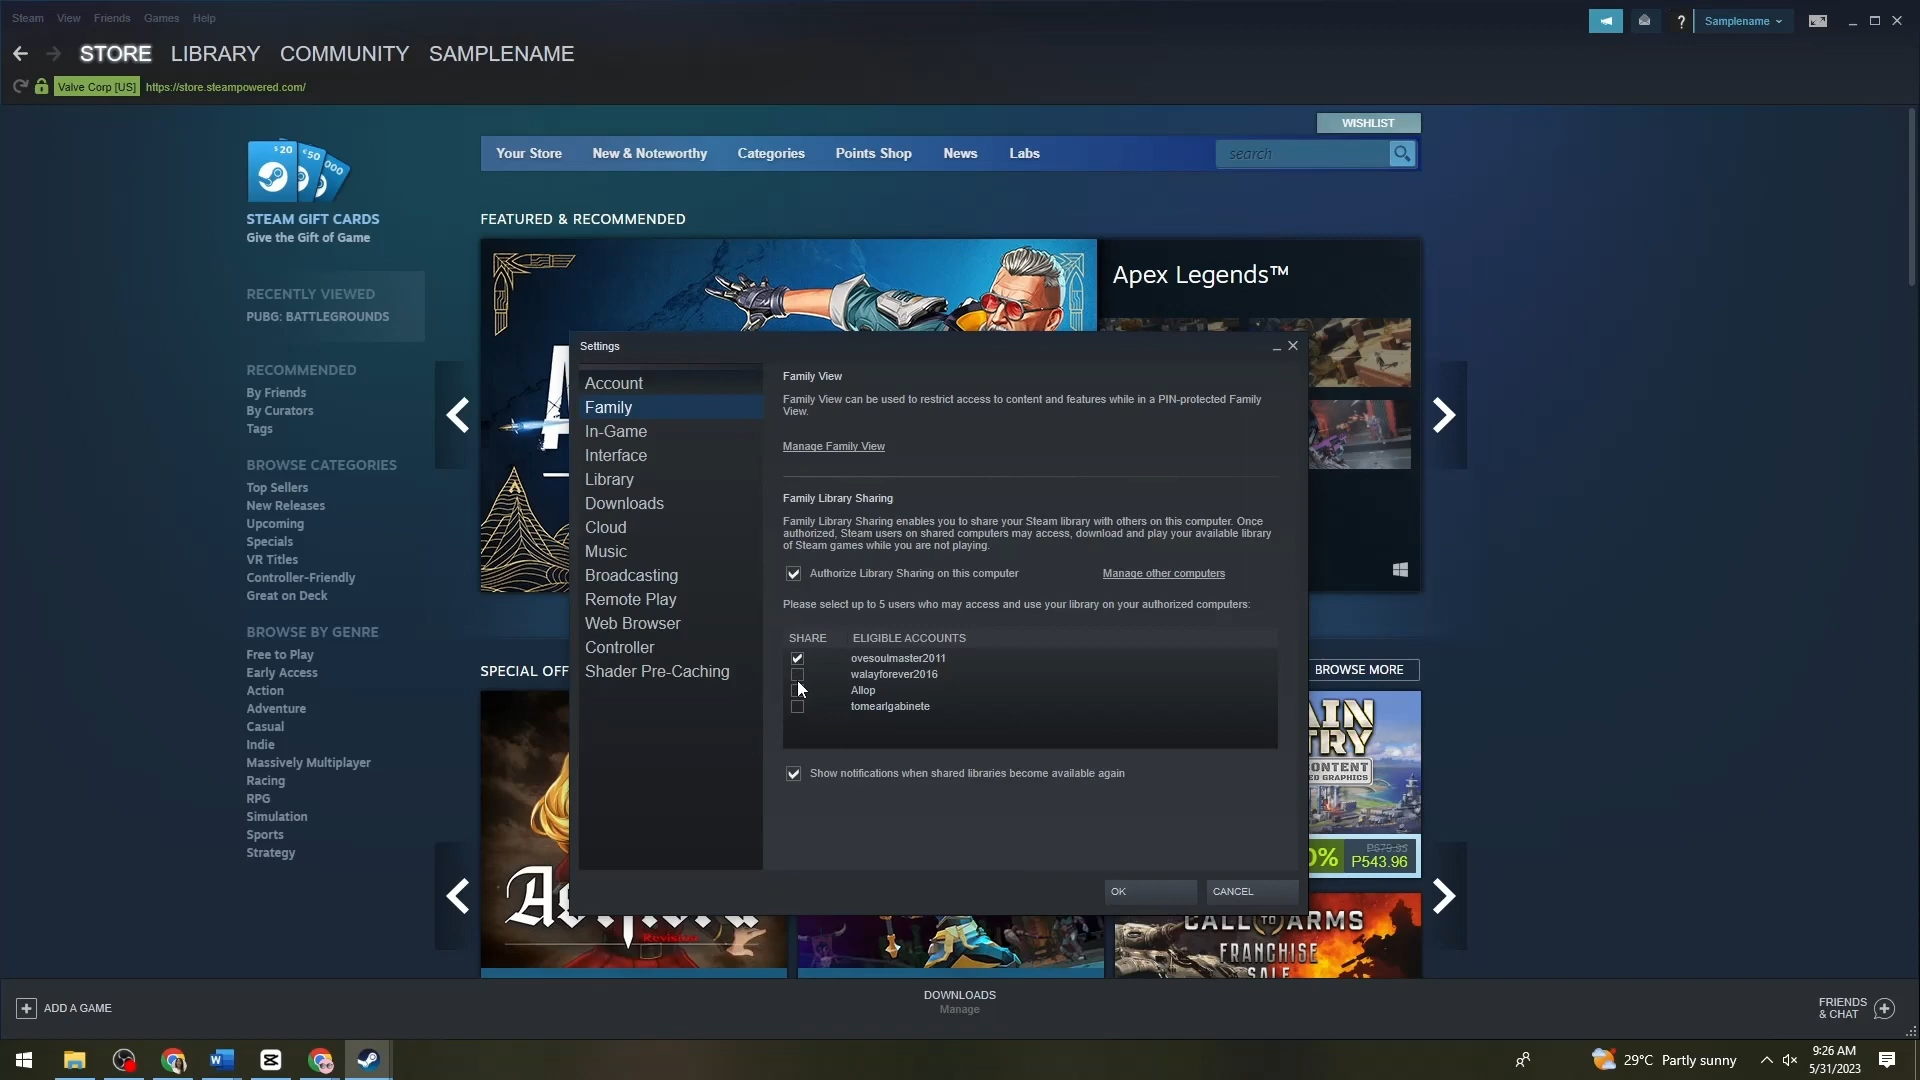 Steam View Friends Games Help
Samplename
STORE LIBRARY COMMUNITY SAMPLENAME
Valve Corp [US] https://store.steampowered.com/
WISHLIST
Your Store New & Noteworthy Categories Points Shop News Labs search
$20
STEAM GIFT CARDS
Give the Gift of Game
FEATURED & RECOMMENDED
Apex Legends™
RECENTLY VIEWED
PUBG: BATTLEGROUNDS
RECOMMENDED
By Friends
By Curators
Tags
BROWSE CATEGORIES
Top Sellers
New Releases
Upcoming
Specials
VR Titles
Controller-Friendly
Great on Deck
BROWSE BY GENRE
Free to Play
Early Access
Action
Adventure
Casual
Indie
Massively Multiplayer
Racing
RPG
Simulation
Sports
Strategy
Settings
Account
Family
In-Game
Interface
Library
Downloads
Cloud
Music
Broadcasting
Remote Play
Web Browser
Controller
Shader Pre-Caching
Family View
Family View can be used to restrict access to content and features while in a PIN-protected Family
View.
Manage Family View
Family Library Sharing
Family Library Sharing enables you to share your Steam library with others on this computer. Once
authorized, Steam users on shared computers may access, download and play your available library
of Steam games while you are not playing.
Authorize Library Sharing on this computer Manage other computers
Please select up to 5 users who may access and use your library on your authorized computers:
SHARE ELIGIBLE ACCOUNTS
ovesoulmaster2011
walayforever2016
Allop
tomearlgabinete
Show notifications when shared libraries become available again
OK CANCEL
SPECIAL OFF
BROWSE MORE
AIN
TRY
CONTENT
ED GRAPHICS
0% P679.95
P543.96
Revision
CALL TO ARMS
FRANCHISE
SALE
ADD A GAME
DOWNLOADS
Manage
FRIENDS
& CHAT
29°C Partly sunny
9:26 AM
5/31/2023